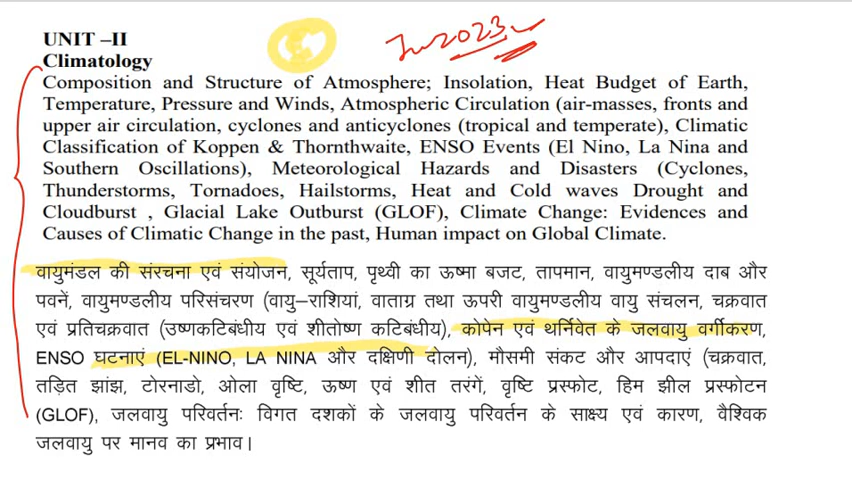 UNIT –II
2023
Climatology
Composition and Structure of Atmosphere; Insolation, Heat Budget of Earth,
Temperature, Pressure and Winds, Atmospheric Circulation (air-masses, fronts and
upper air circulation, cyclones and anticyclones (tropical and temperate), Climatic
Classification of Koppen & Thornthwaite, ENSO Events (El Nino, La Nina and
Southern Oscillations), Meteorological Hazards and Disasters (Cyclones,
Thunderstorms, Tornadoes, Hailstorms, Heat and Cold waves Drought and
Cloudburst , Glacial Lake Outburst (GLOF), Climate Change: Evidences and
Causes of Climatic Change in the past, Human impact on Global Climate.
वायुमंडल की संरचना एवं संयोजन, सूर्यताप, पृथ्वी का ऊष्मा बजट, तापमान, वायुमण्डलीय दाब और
पवनें, वायुमण्डलीय परिसंचरण (वायु–राशियां, वाताग्र तथा ऊपरी वायुमण्डलीय वायु संचलन, चक्रवात
एवं प्रतिचक्रवात (उष्णकटिबंधीय एवं शीतोष्ण कटिबंधीय), कोपेन एवं थर्निवेत के जलवायु वर्गीकरण,
ENSO घटनाएं (EL-NINO, LA NINA और दक्षिणी दोलन), मौसमी संकट और आपदाएं (चक्रवात,
तड़ित झांझ, टोरनाडो, ओला वृष्टि, ऊष्ण एवं शीत तरंगें, वृष्टि प्रस्फोट, हिम झील प्रस्फोटन
(GLOF), जलवायु परिवर्तनः विगत दशकों के जलवायु परिवर्तन के साक्ष्य एवं कारण, वैश्विक
जलवायु पर मानव का प्रभाव।